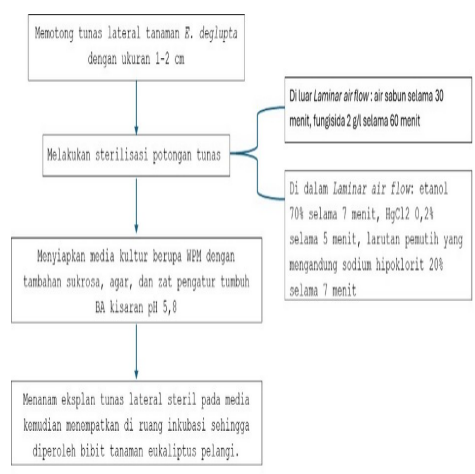 Memotong tunas lateral tanaman E. deglupta
dengan ukuran 1-2 cm
Di luar Laminar air flow : air sabun selama 30
menit, fungisida 2 g/l selama 60 menit
Melakukan sterilisasi potongan tunas
Di dalam Laminar air flow: etanol
70% selama 7 menit, HgCl2 0,2%
selama 5 menit, larutan pemutih yang
mengandung sodium hipoklorit 20%
selama 7 menit
Menyiapkan media kultur berupa WPM dengan
tambahan sukrosa, agar, dan zat pengatur tumbuh
BA kisaran pH 5,8
Menanam eksplan tunas lateral steril pada media
kemudian menempatkan di ruang inkubasi sehingga
diperoleh bibit tanaman eukaliptus pelangi.